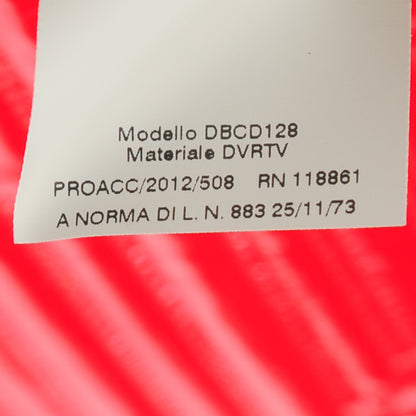 Modello DBCD128
Materiale DVRTV
PROACC/2012/508 RN 118861
A NORMA DI L. N. 883 25/11/73